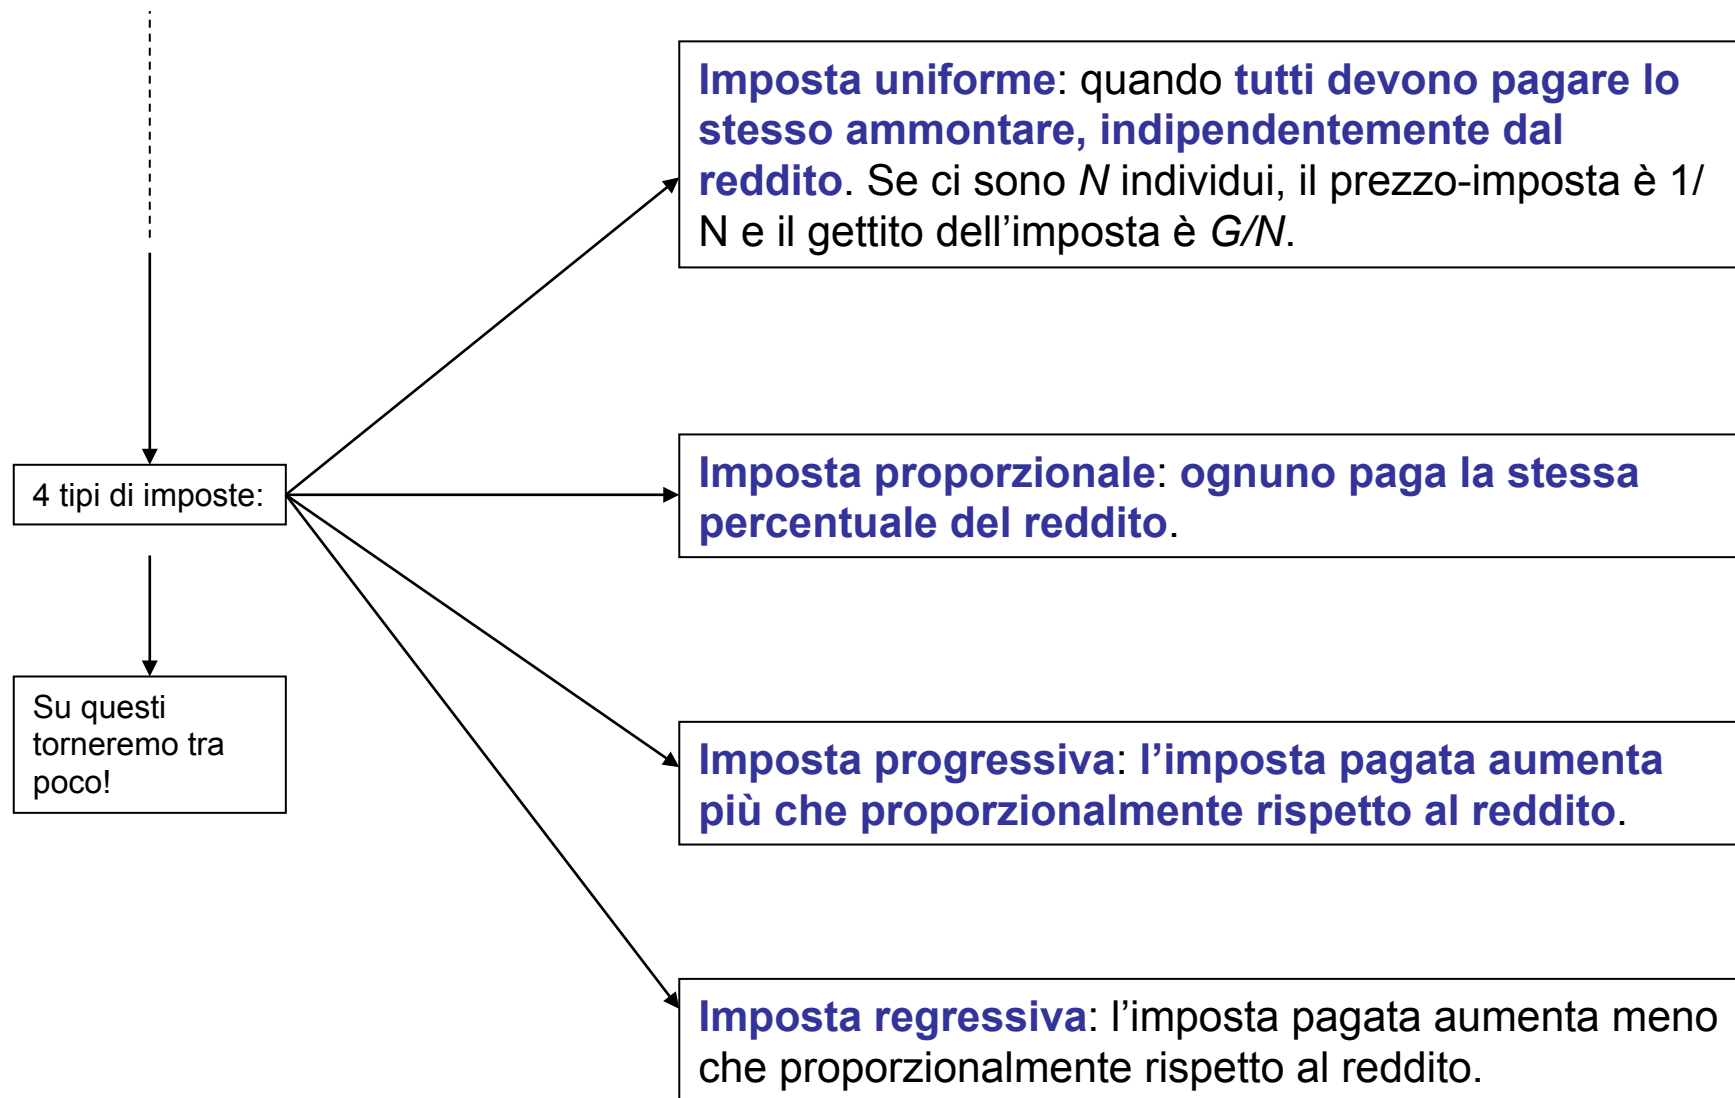 Imposta uniforme: quando tutti devono pagare lo
stesso ammontare, indipendentemente dal
reddito. Se ci sono N individui, il prezzo-imposta è 1/
N e il gettito dell’imposta è G/N.
4 tipi di imposte:
Imposta proporzionale: ognuno paga la stessa
percentuale del reddito.
Su questi
torneremo tra
poco!
Imposta progressiva: l’imposta pagata aumenta
più che proporzionalmente rispetto al reddito.
Imposta regressiva: l’imposta pagata aumenta meno
che proporzionalmente rispetto al reddito.